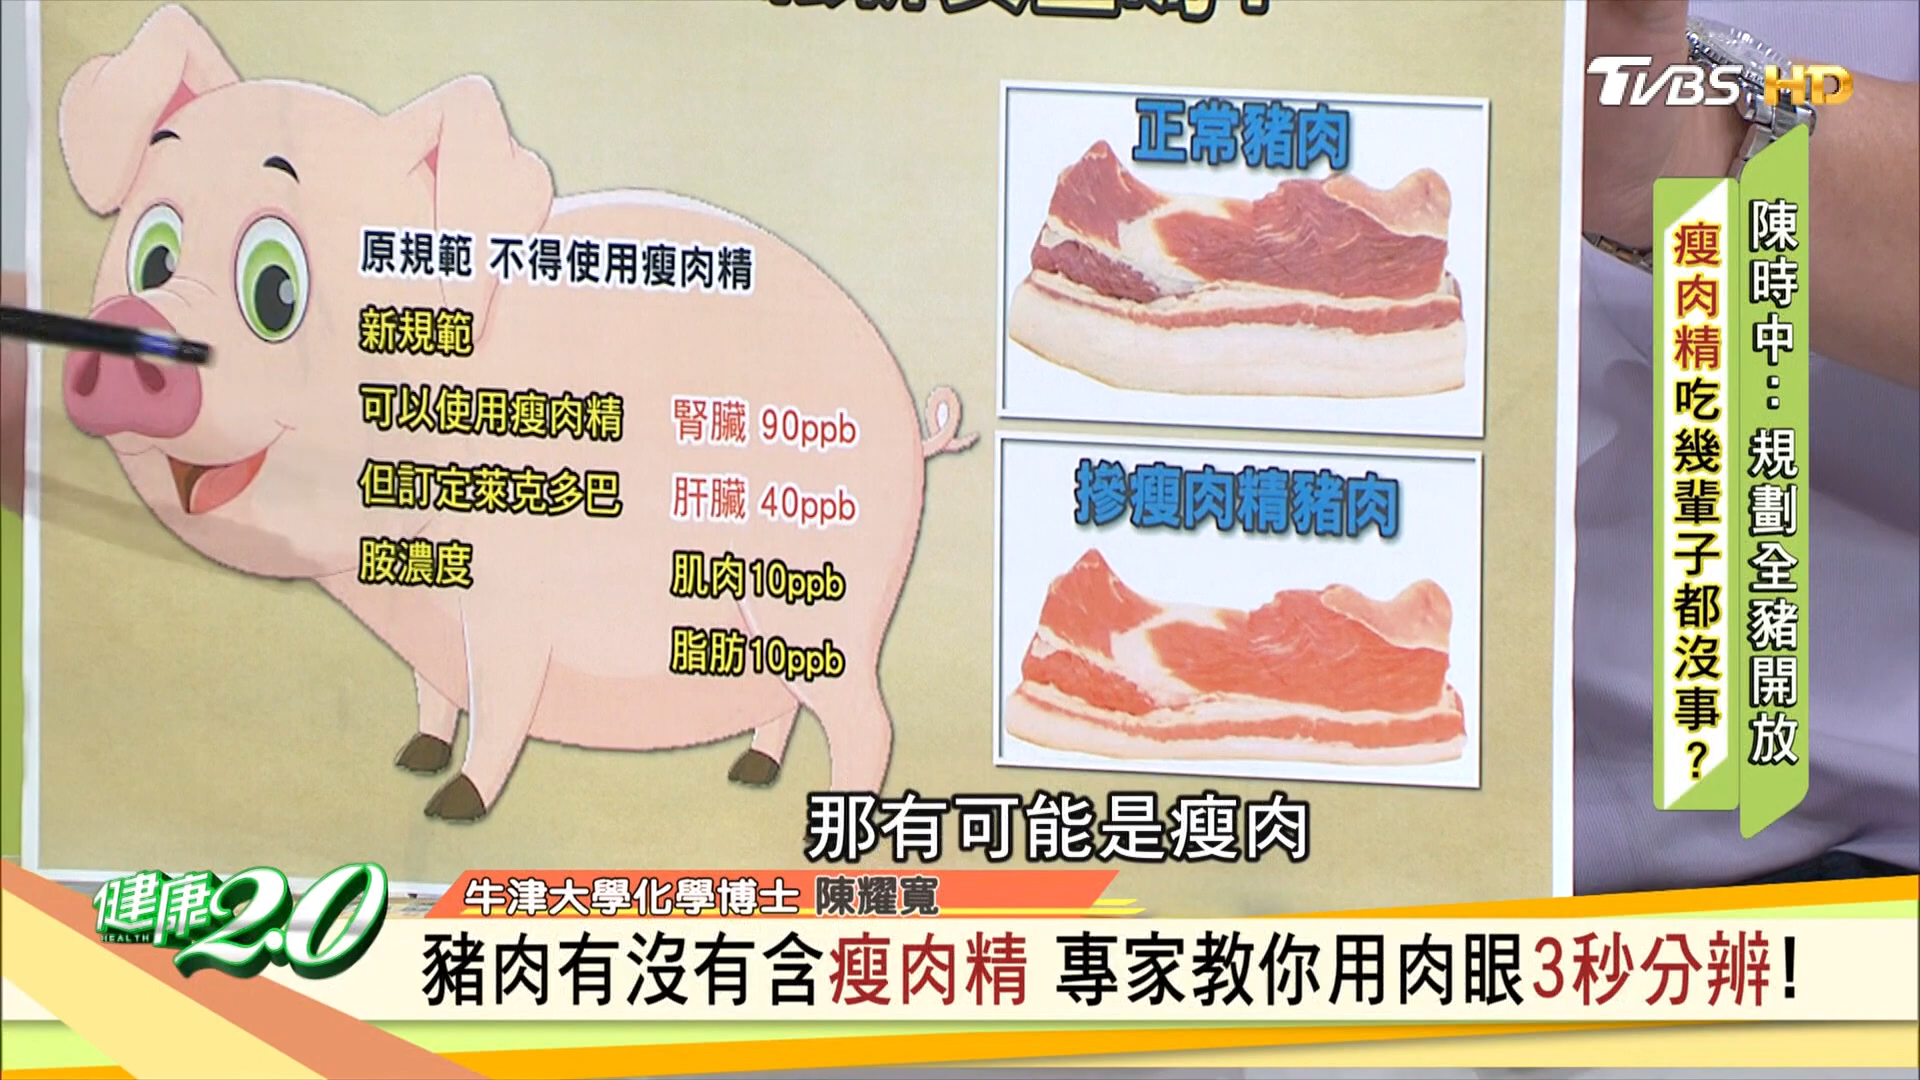 TVBS HD
正常豬肉
原規範 不得使用瘦肉精
新規範
可以使用瘦肉精
但訂定萊克多巴
胺濃度
腎臟 90ppb
肝臟 40ppb
肌肉10ppb
脂肪10ppb
摻瘦肉精豬肉
陳時中：規劃全豬開放
瘦肉精吃幾輩子都沒事？
那有可能是瘦肉
健康2.0
HEALTH
牛津大學化學博士 陳耀寬
豬肉有沒有含瘦肉精 專家教你用肉眼3秒分辨!